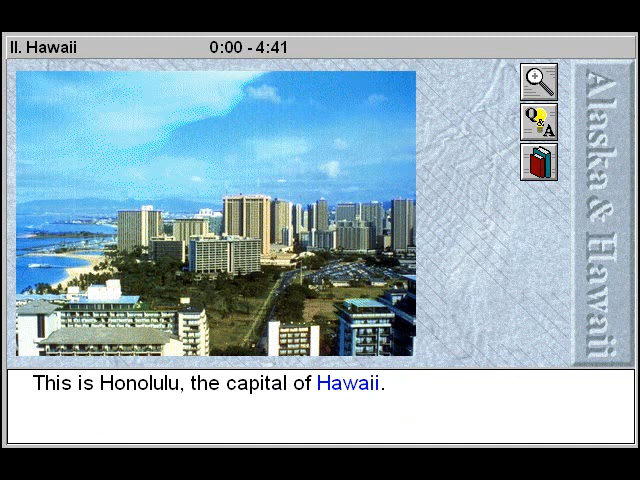 II. Hawaii
0:00 - 4:41
Q
&
A
Alaska & Hawaii
This is Honolulu, the capital of Hawaii.